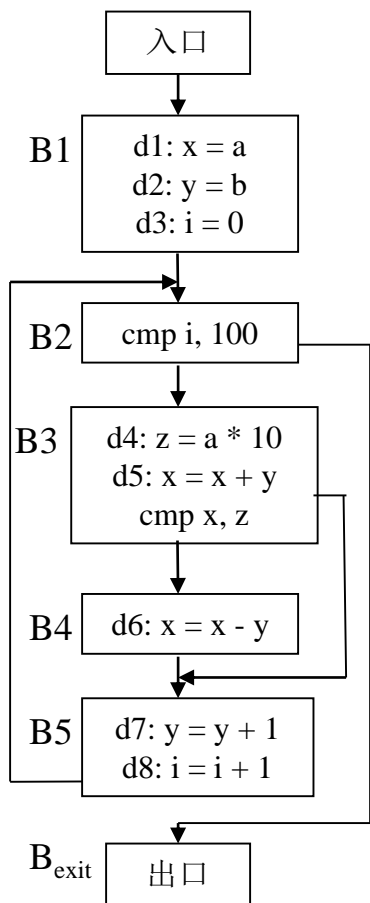 入口
B1
d1: x = a
d2: y = b
d3: i = 0
B2
cmp i, 100
B3
d4: z = a * 10
d5: x = x + y
cmp x, z
B4
d6: x = x - y
B5
d7: y = y + 1
d8: i = i + 1
Bexit
出口